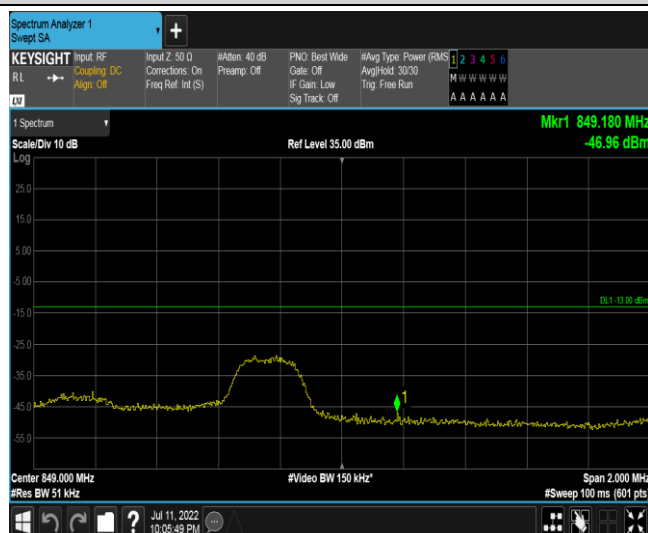 Spectrum Analyzer 1
Swept SA
+
KEYSIGHT Input: RF Input Z: 50 Ω #Atten: 40 dB PNO: Best Wide #Avg Type: Power (RMS 1 2 3 4 5 6
RL Coupling: DC Corrections: On Preamp: Off Gate: Off Avg|Hold: 30/30 M W W W W W
Align: Off Freq Ref: Int (S) IF Gain: Low Trig: Free Run
LXI Sig Track: Off A A A A A A
1 Spectrum Mkr1 849.180 MHz
Scale/Div 10 dB Ref Level 35.00 dBm -46.96 dBm
Log
25.0
15.0
5.00
-5.00
DL1 -13.00 dBm
-15.0
-25.0
-35.0
1
-45.0
-55.0
Center 849.000 MHz #Video BW 150 kHz* Span 2.000 MHz
#Res BW 51 kHz #Sweep 100 ms (601 pts)
? Jul 11, 2022
10:05:49 PM